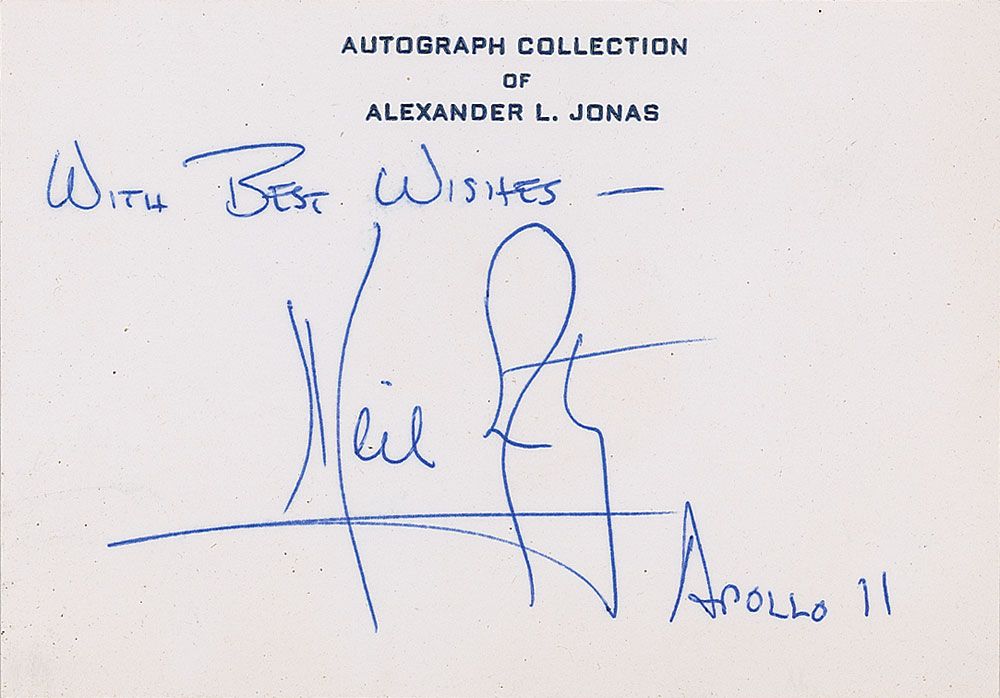 AUTOGRAPH COLLECTION
OF
ALEXANDER L. JONAS
WITH BEST WISHES —
Neil
APOLLO 11